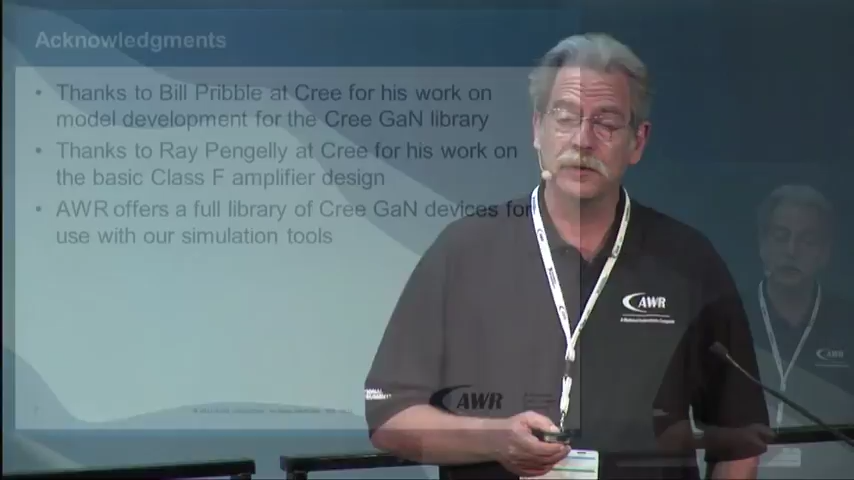 Acknowledgments
• Thanks to Bill Pribble at Cree for his work on
model development for the Cree GaN library
• Thanks to Ray Pengelly at Cree for his work on
the basic Class F amplifier design
• AWR offers a full library of Cree GaN devices for
use with our simulation tools
AWR
AWR
AWR